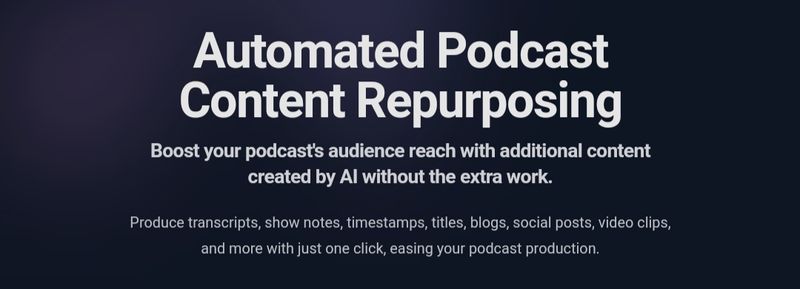 Automated Podcast
Content Repurposing
Boost your podcast's audience reach with additional content
created by AI without the extra work.
Produce transcripts, show notes, timestamps, titles, blogs, social posts, video clips,
and more with just one click, easing your podcast production.